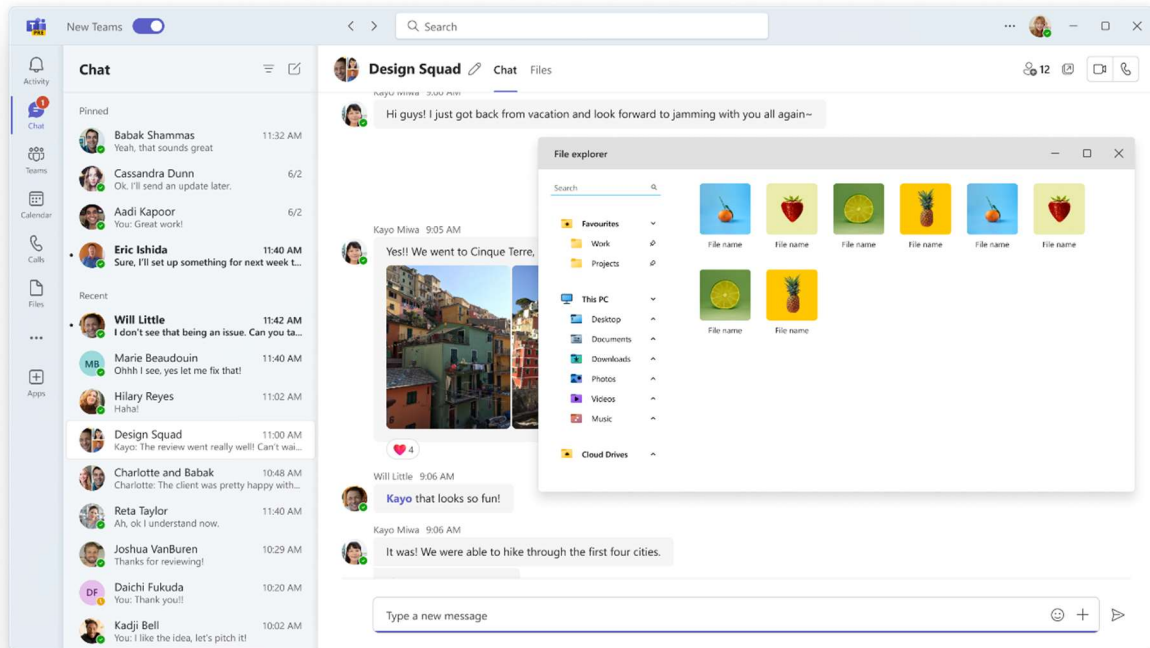 PRE
New Teams
Search
Activity
1
Chat
Teams
Calendar
Calls
Files
Apps
Chat
Pinned
Babak Shammas 11:32 AM
Yeah, that sounds great
Cassandra Dunn 6/2
Ok. I'll send an update later.
Aadi Kapoor 6/2
You: Great work!
Eric Ishida 11:40 AM
Sure, I'll set up something for next week t...
Recent
Will Little 11:42 AM
I don't see that being an issue. Can you ta...
MB
Marie Beaudouin 11:40 AM
Ohhh I see, yes let me fix that!
Hilary Reyes 11:02 AM
Haha!
Design Squad 11:00 AM
Kayo: The review went really well! Can't wai...
Charlotte and Babak 10:48 AM
Charlotte: The client was pretty happy with...
Reta Taylor 11:40 AM
Ah, ok I understand now.
Joshua VanBuren 10:29 AM
Thanks for reviewing!
DF
Daichi Fukuda 10:20 AM
You: Thank you!!
Kadji Bell 10:02 AM
You: I like the idea, let's pitch it!
Design Squad Chat Files
12
Kayo Miwa 9:00 AM
Hi guys! I just got back from vacation and look forward to jamming with you all again~
Kayo Miwa 9:05 AM
Yes!! We went to Cinque Terre,
4
Will Little 9:06 AM
Kayo that looks so fun!
Kayo Miwa 9:06 AM
It was! We were able to hike through the first four cities.
Type a new message
File explorer
Search
Favourites
Work
Projects
This PC
Desktop
Documents
Downloads
Photos
Videos
Music
Cloud Drives
File name File name File name File name File name File name
File name File name